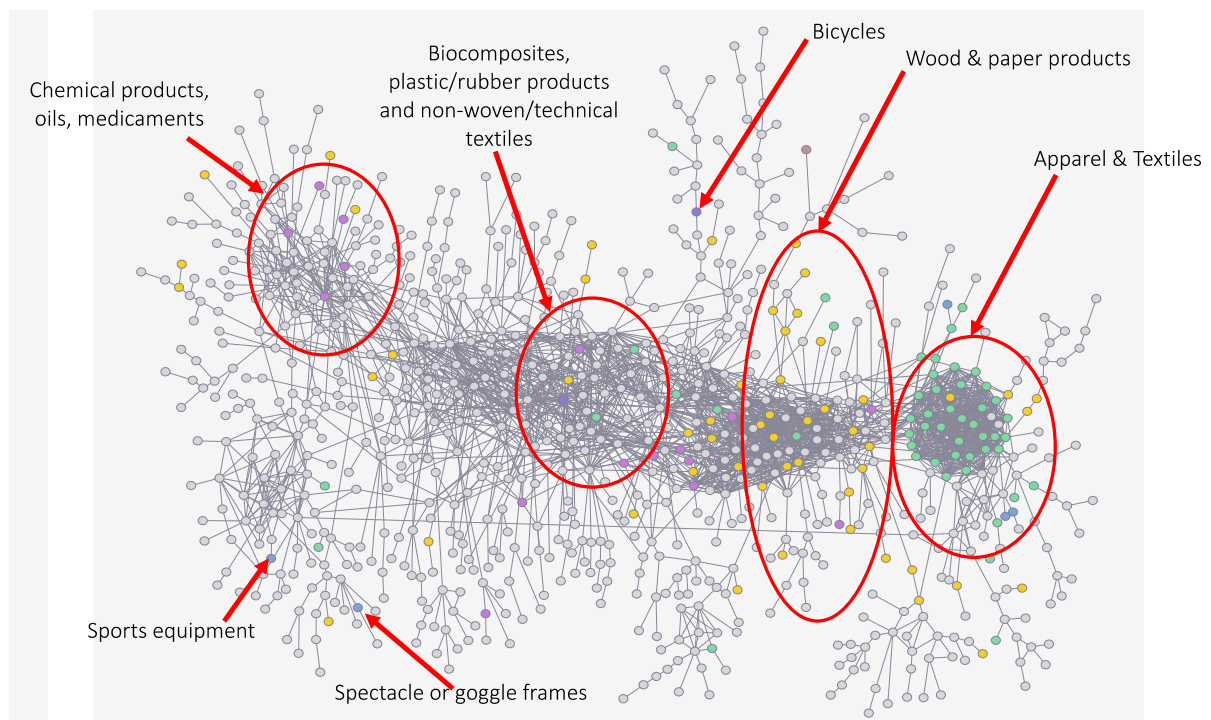 Bicycles
Biocomposites,
plastic/rubber products
and non-woven/technical
textiles
Wood & paper products
Chemical products,
oils, medicaments
Apparel & Textiles
Sports equipment
Spectacle or goggle frames